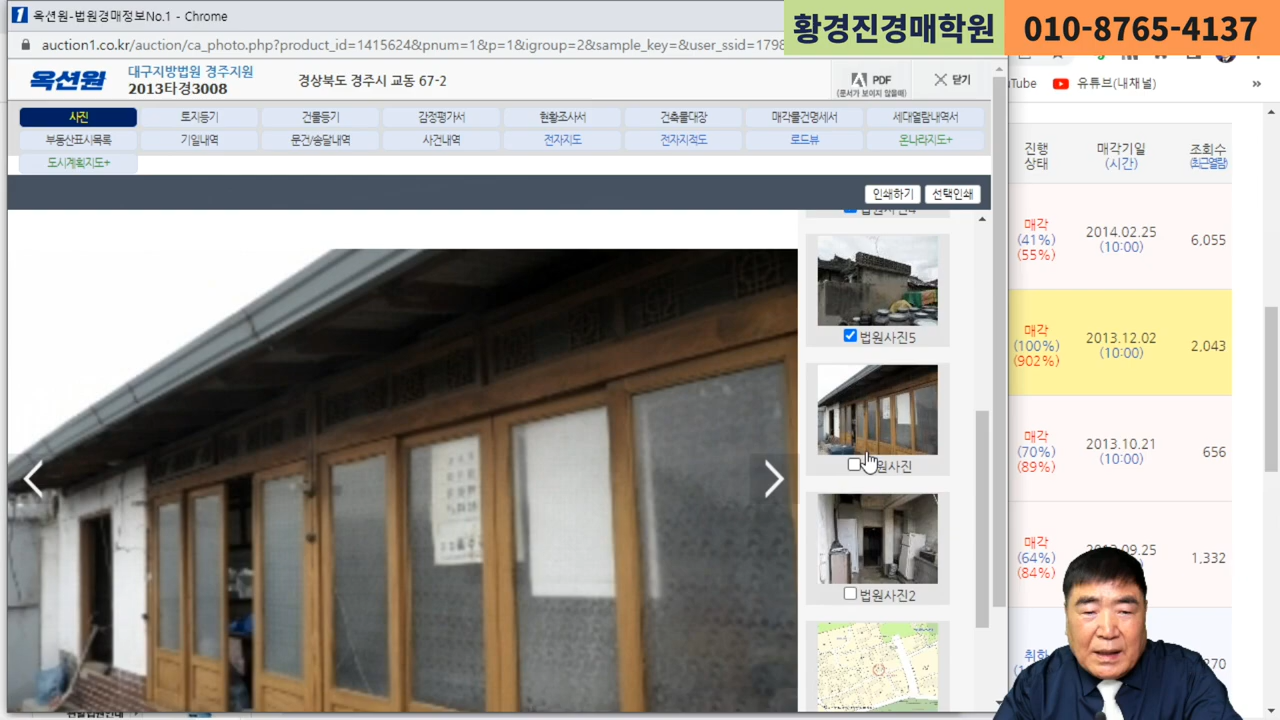 옥션원-법원경매정보No.1 - Chrome
황경진경매학원
010-8765-4137
auction1.co.kr/auction/ca_photo.php?product_id=1415624&pnum=1&p=1&igroup=2&sample_key=&user_ssid=1798
옥션원
대구지방법원 경주지원
2013타경3008
경상북도 경주시 교동 67-2
PDF
(문서가 보이지 않을때)
닫기
uTube
유튜브(내채널)
»
사진
토지등기
건물등기
감정평가서
현황조사서
건축물대장
매각물건명세서
세대열람내역서
부동산표시목록
기일내역
문건/송달내역
사건내역
전자지도
전자지적도
로드뷰
온나라지도+
도시계획지도+
인쇄하기
선택인쇄
법원사진4
법원사진5
원사진
법원사진2
진행
상태
매각기일
(시간)
조회수
(최근열람)
매각
(41%)
(55%)
2014.02.25
(10:00)
6,055
매각
(100%)
(902%)
2013.12.02
(10:00)
2,043
매각
(70%)
(89%)
2013.10.21
(10:00)
656
매각
(64%)
(84%)
09.25
1,332
270